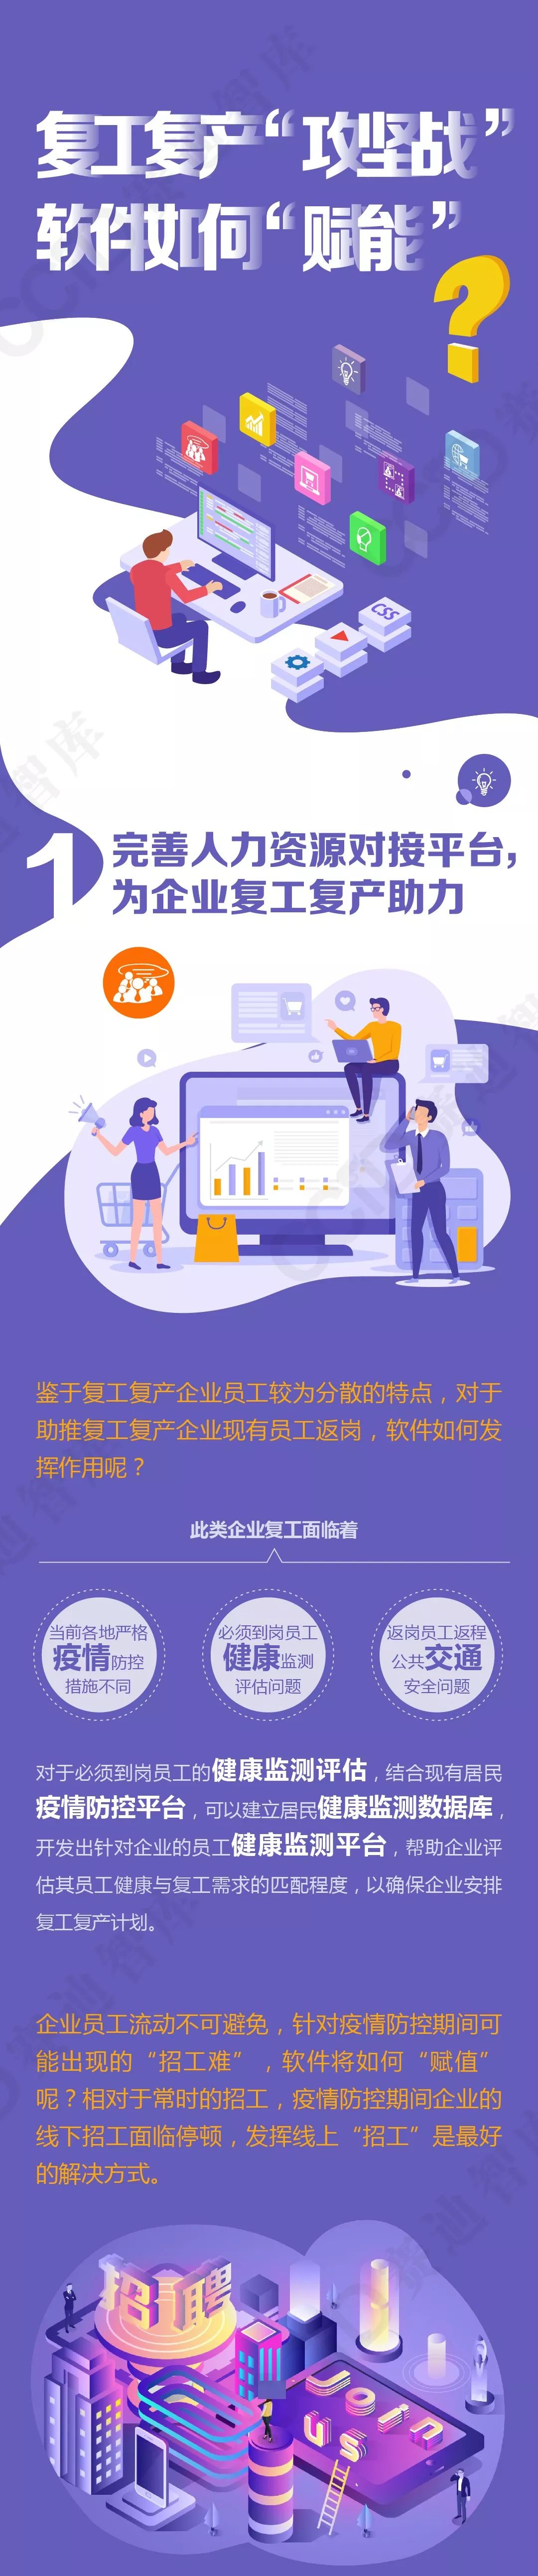 复工复产“攻坚战”
软件如何“赋能”
?
CSS
1
完善人力资源对接平台，
为企业复工复产助力
鉴于复工复产企业员工较为分散的特点，对于
助推复工复产企业现有员工返岗，软件如何发
挥作用呢？
此类企业复工面临着
当前各地严格
疫情防控
措施不同
必须到岗员工
健康监测
评估问题
返岗员工返程
公共交通
安全问题
对于必须到岗员工的健康监测评估，结合现有居民
疫情防控平台，可以建立居民健康监测数据库，
开发出针对企业的员工健康监测平台，帮助企业评
估其员工健康与复工需求的匹配程度，以确保企业安排
复工复产计划。
企业员工流动不可避免，针对疫情防控期间可
能出现的“招工难”，软件将如何“赋值”
呢？相对于常时的招工，疫情防控期间企业的
线下招工面临停顿，发挥线上“招工”是最好
的解决方式。
招聘
Join
us
CCID赛迪智库